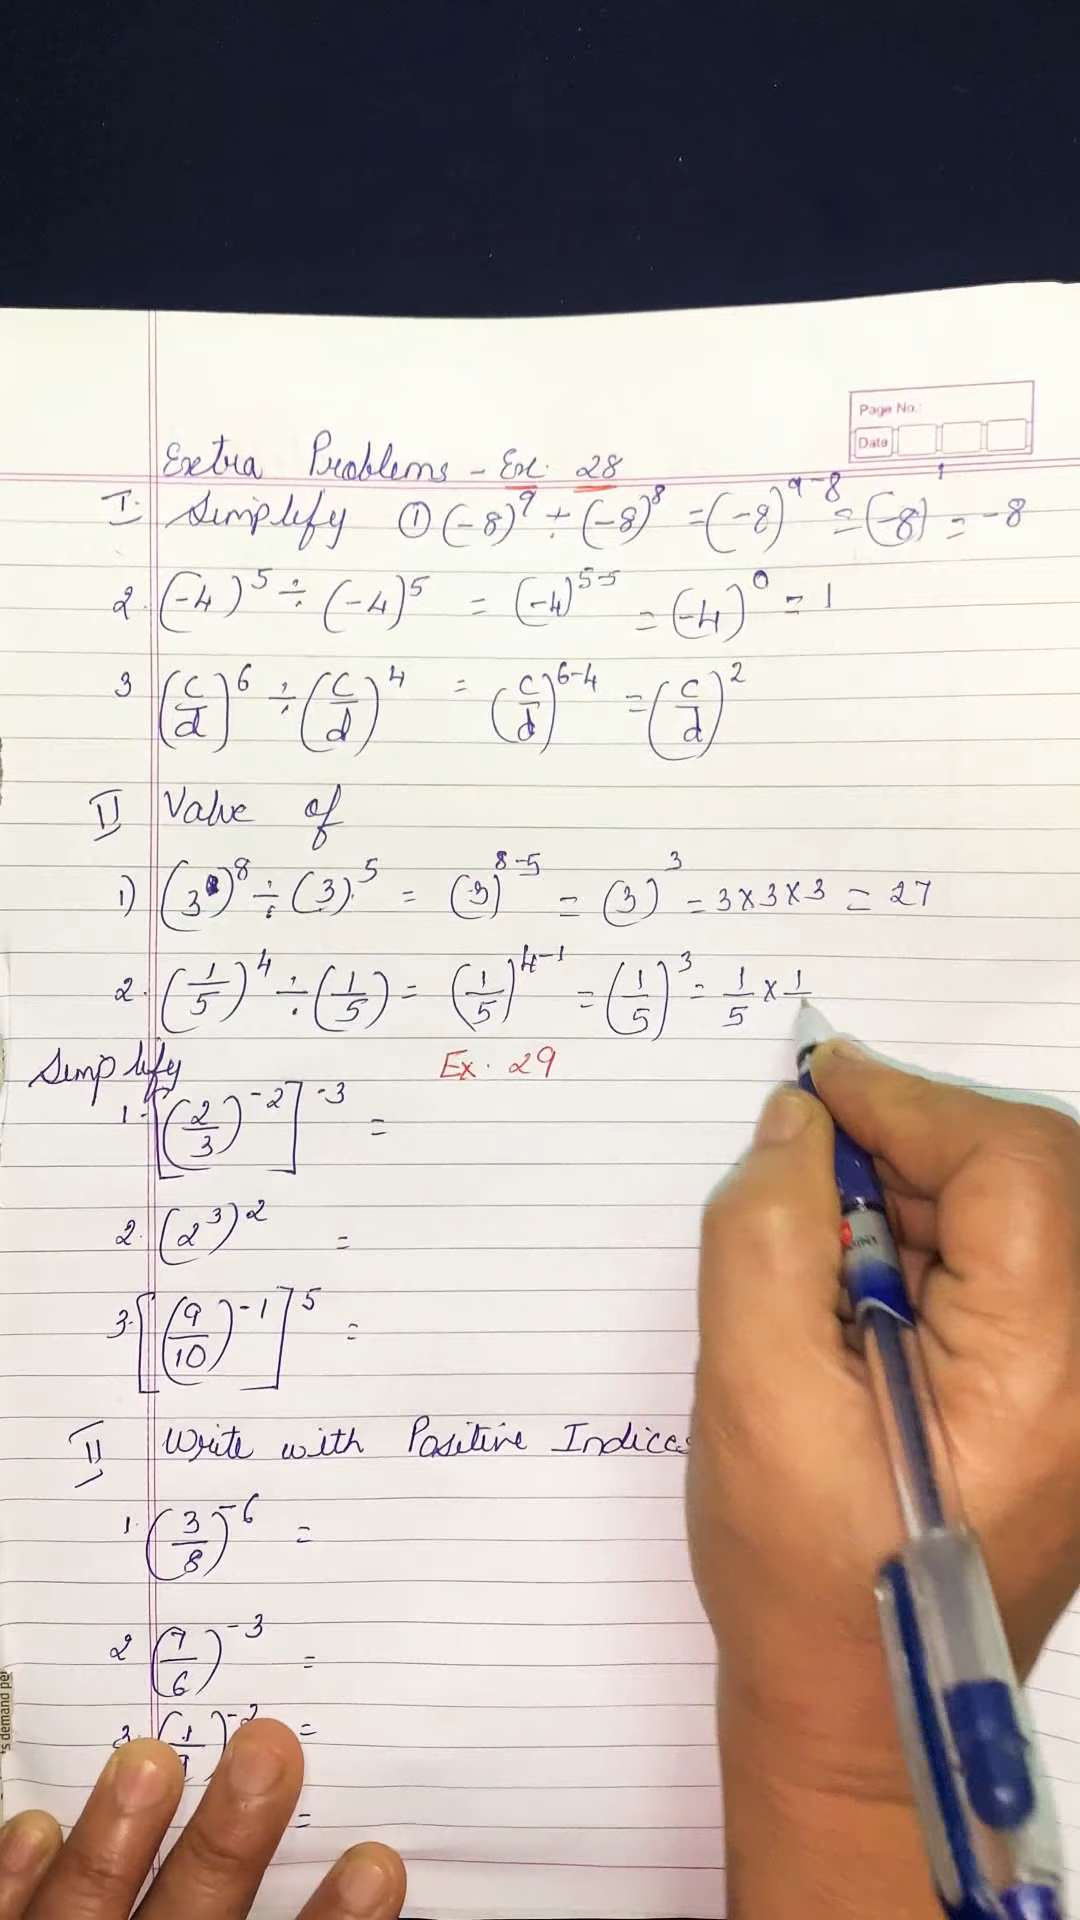 Page No.:
Date
Extra Problems - Ex. 28
I. Simplify ① (-8)^9 ÷ (-8)^8 = (-8)^9-8 = (-8)^1 = -8
2. (-4)^5 ÷ (-4)^5 = (-4)^5-5 = (-4)^0 = 1
3 (c/d)^6 ÷ (c/d)^4 = (c/d)^6-4 = (c/d)^2
II Value of
1) (3)^8 ÷ (3)^5 = (3)^8-5 = (3)^3 = 3×3×3 = 27
2. (1/5)^4 ÷ (1/5) = (1/5)^4-1 = (1/5)^3 = 1/5 × 1/
Simplify Ex. 29
1. [(2/3)^-2]^-3 =
2. (2^3)^2 =
3. [(9/10)^-1]^5 =
II Write with Positive Indices
1. (3/8)^-6 =
2 (7/6)^-3 =
3. =
=